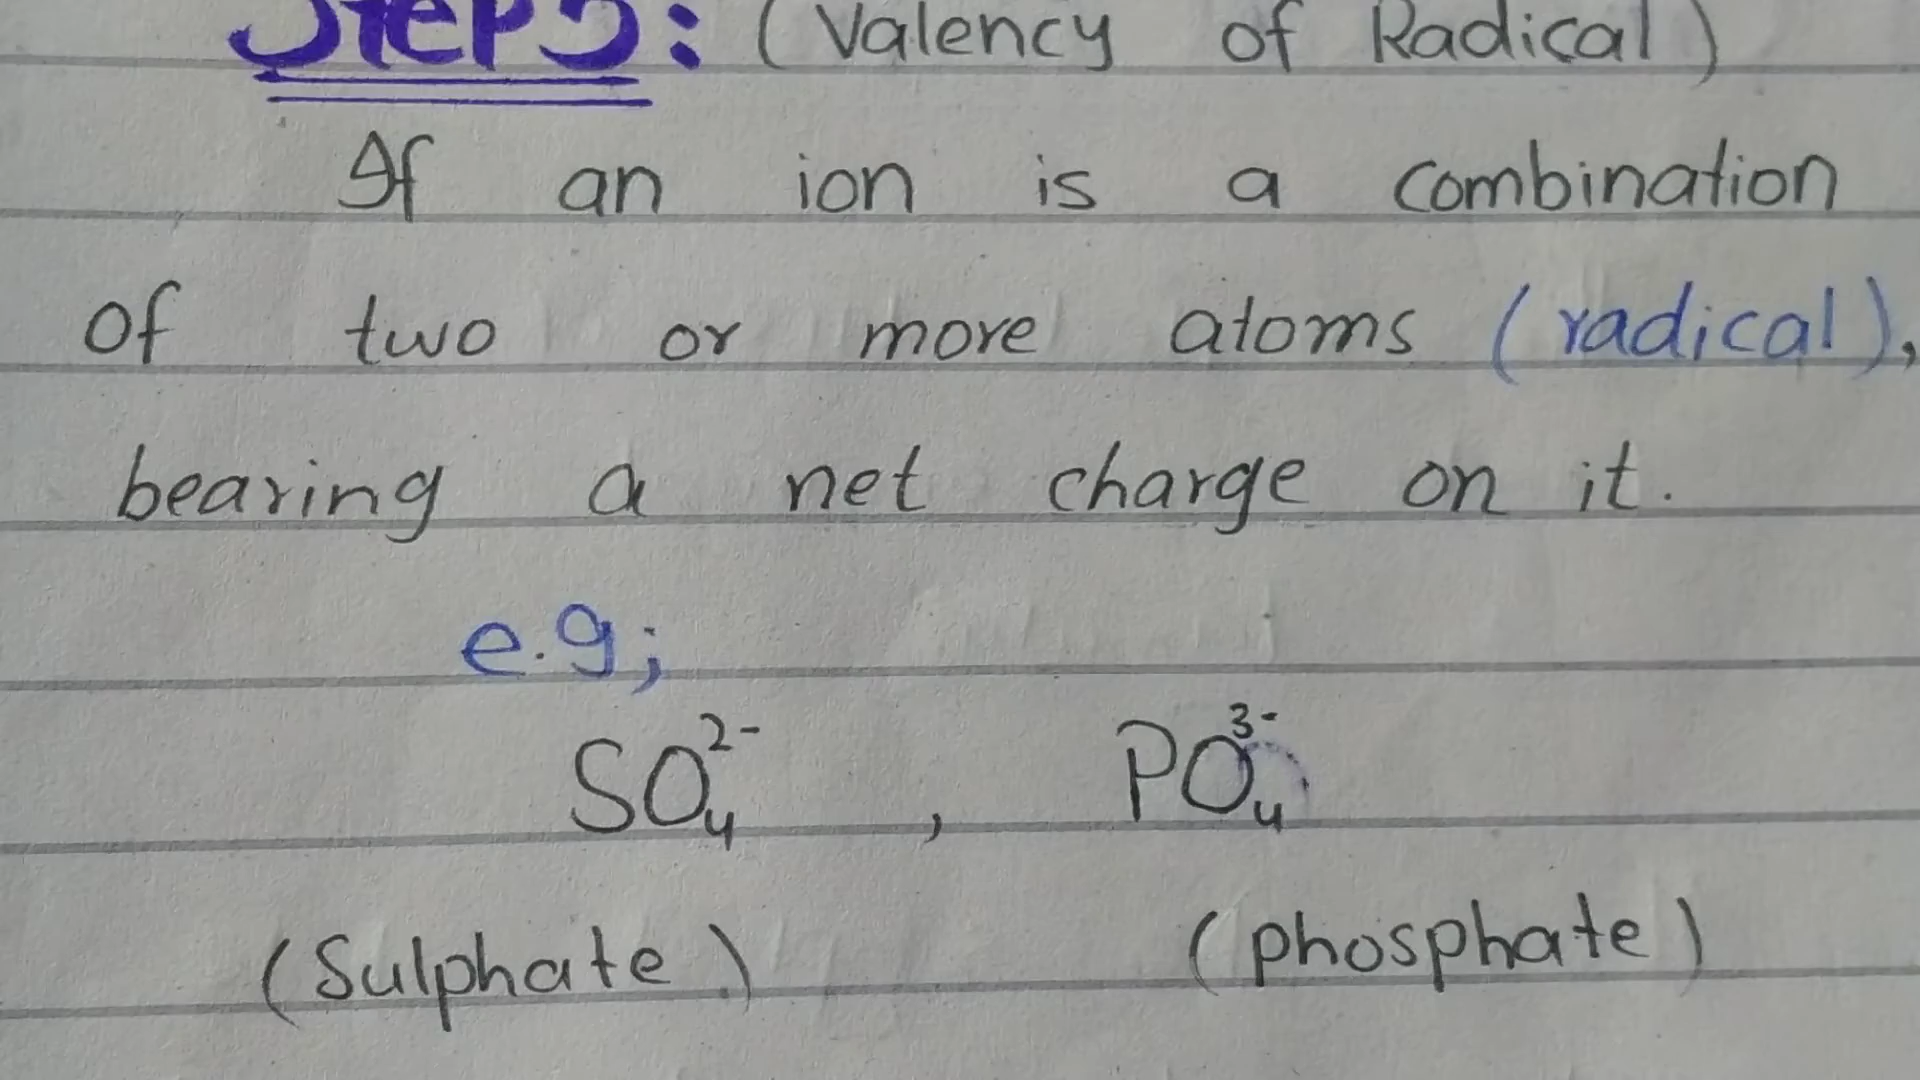 Step5: (Valency of Radical)
If an ion is a combination
of two or more atoms (radical),
bearing a net charge on it.
e.g;
SO₄²⁻ , PO₄³⁻
(Sulphate) (phosphate)